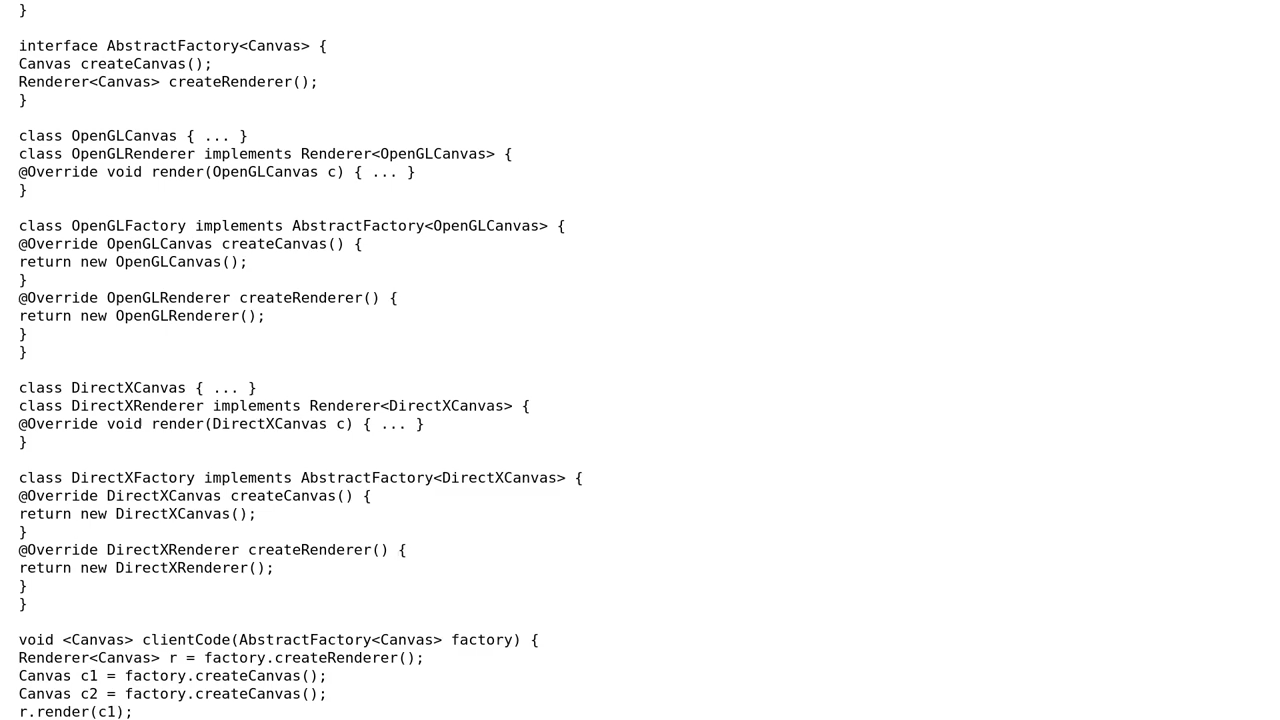 }
interface AbstractFactory<Canvas> {
Canvas createCanvas();
Renderer<Canvas> createRenderer();
}
class OpenGLCanvas { ... }
class OpenGLRenderer implements Renderer<OpenGLCanvas> {
@Override void render(OpenGLCanvas c) { ... }
}
class OpenGLFactory implements AbstractFactory<OpenGLCanvas> {
@Override OpenGLCanvas createCanvas() {
return new OpenGLCanvas();
}
@Override OpenGLRenderer createRenderer() {
return new OpenGLRenderer();
}
}
class DirectXCanvas { ... }
class DirectXRenderer implements Renderer<DirectXCanvas> {
@Override void render(DirectXCanvas c) { ... }
}
class DirectXFactory implements AbstractFactory<DirectXCanvas> {
@Override DirectXCanvas createCanvas() {
return new DirectXCanvas();
}
@Override DirectXRenderer createRenderer() {
return new DirectXRenderer();
}
}
void <Canvas> clientCode(AbstractFactory<Canvas> factory) {
Renderer<Canvas> r = factory.createRenderer();
Canvas c1 = factory.createCanvas();
Canvas c2 = factory.createCanvas();
r.render(c1);